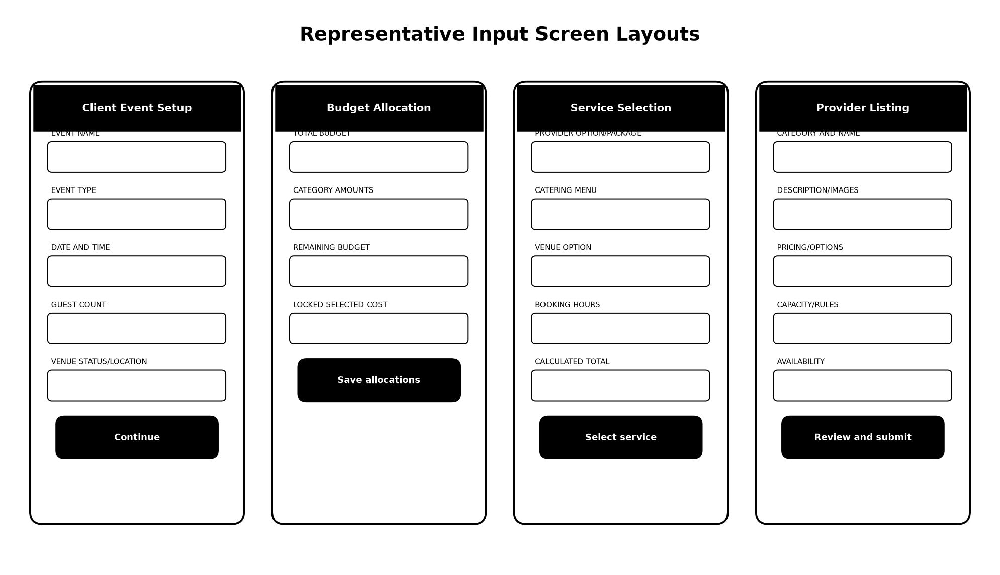 Representative Input Screen Layouts
Client Event Setup
EVENT NAME
EVENT TYPE
DATE AND TIME
GUEST COUNT
VENUE STATUS/LOCATION
Continue
Budget Allocation
TOTAL BUDGET
CATEGORY AMOUNTS
REMAINING BUDGET
LOCKED SELECTED COST
Save allocations
Service Selection
PROVIDER OPTION/PACKAGE
CATERING MENU
VENUE OPTION
BOOKING HOURS
CALCULATED TOTAL
Select service
Provider Listing
CATEGORY AND NAME
DESCRIPTION/IMAGES
PRICING/OPTIONS
CAPACITY/RULES
AVAILABILITY
Review and submit